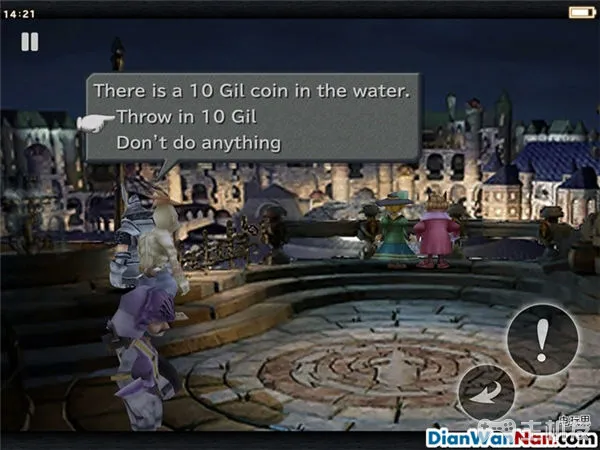 14:21
There is a 10 Gil coin in the water.
Throw in 10 Gil
Don't do anything
!
DianWanNan.com